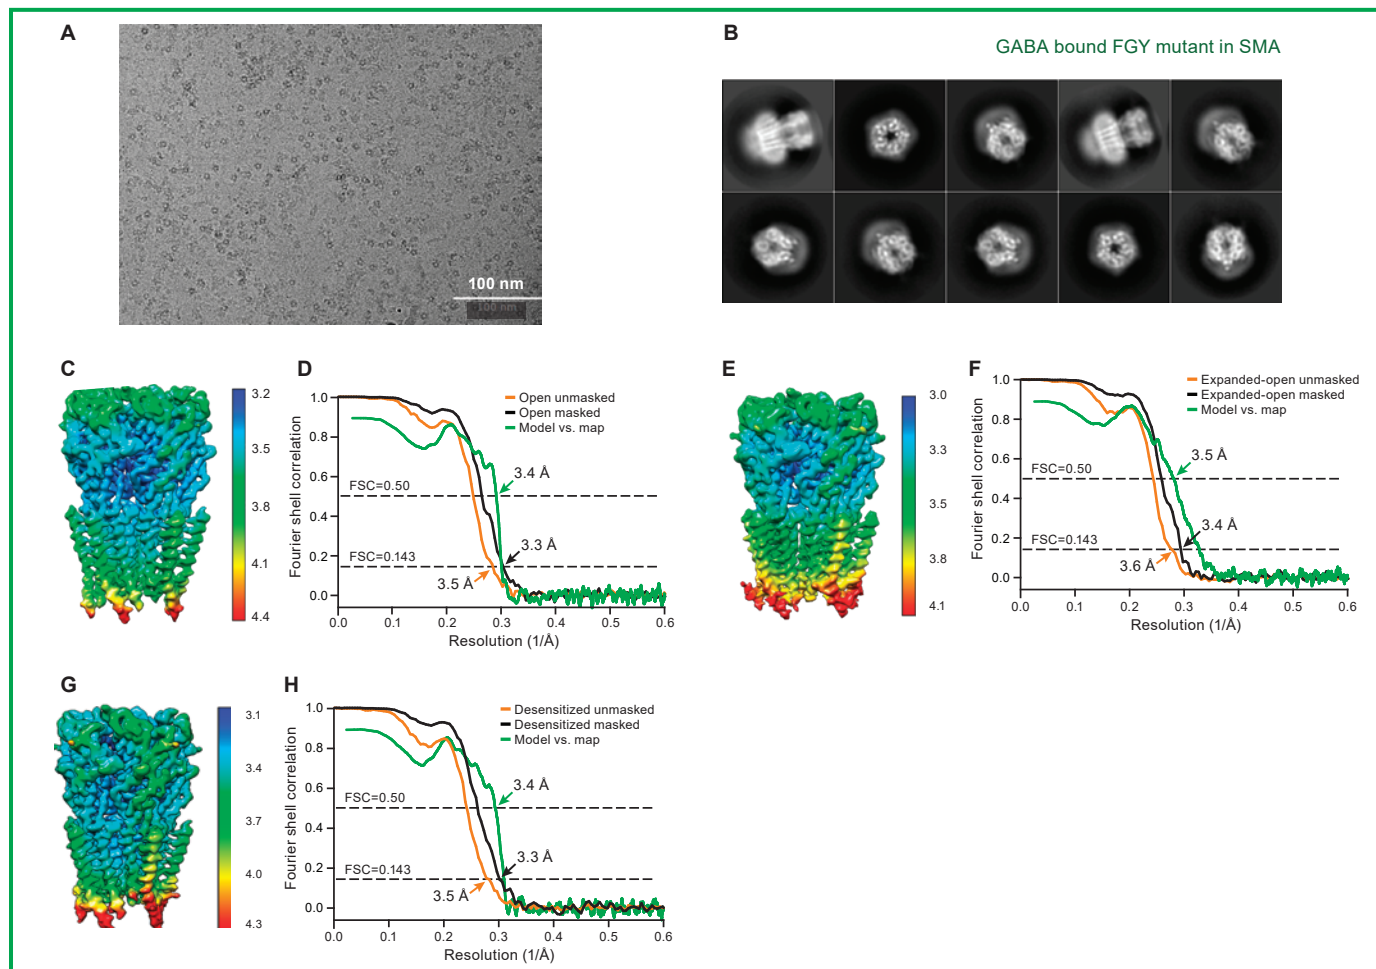 A
100 nm
100 nm
B
GABA bound FGY mutant in SMA
C
3.2
3.5
3.8
4.1
4.4
D
Fourier shell correlation
1.0
0.8
0.6
0.4
0.2
0.0
Open unmasked
Open masked
Model vs. map
3.4 Å
FSC=0.50
3.3 Å
FSC=0.143
3.5 Å
0.0 0.1 0.2 0.3 0.4 0.5 0.6
Resolution (1/Å)
E
3.0
3.3
3.5
3.8
4.1
F
Fourier shell correlation
1.0
0.8
0.6
0.4
0.2
0.0
Expanded-open unmasked
Expanded-open masked
Model vs. map
3.5 Å
FSC=0.50
3.4 Å
FSC=0.143
3.6 Å
0.0 0.1 0.2 0.3 0.4 0.5 0.6
Resolution (1/Å)
G
3.1
3.4
3.7
4.0
4.3
H
Fourier shell correlation
1.0
0.8
0.6
0.4
0.2
0.0
Desensitized unmasked
Desensitized masked
Model vs. map
3.4 Å
FSC=0.50
3.3 Å
FSC=0.143
3.5 Å
0.0 0.1 0.2 0.3 0.4 0.5 0.6
Resolution (1/Å)